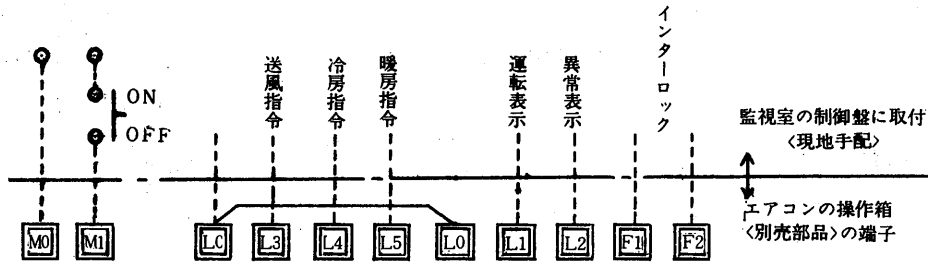 インターロック
ON
OFF
送風指令
冷房指令
暖房指令
運転表示
異常表示
監視室の制御盤に取付
〈現地手配〉
エアコンの操作箱
〈別売部品〉の端子
M0 M1 LC L3 L4 L5 L0 L1 L2 F1 F2